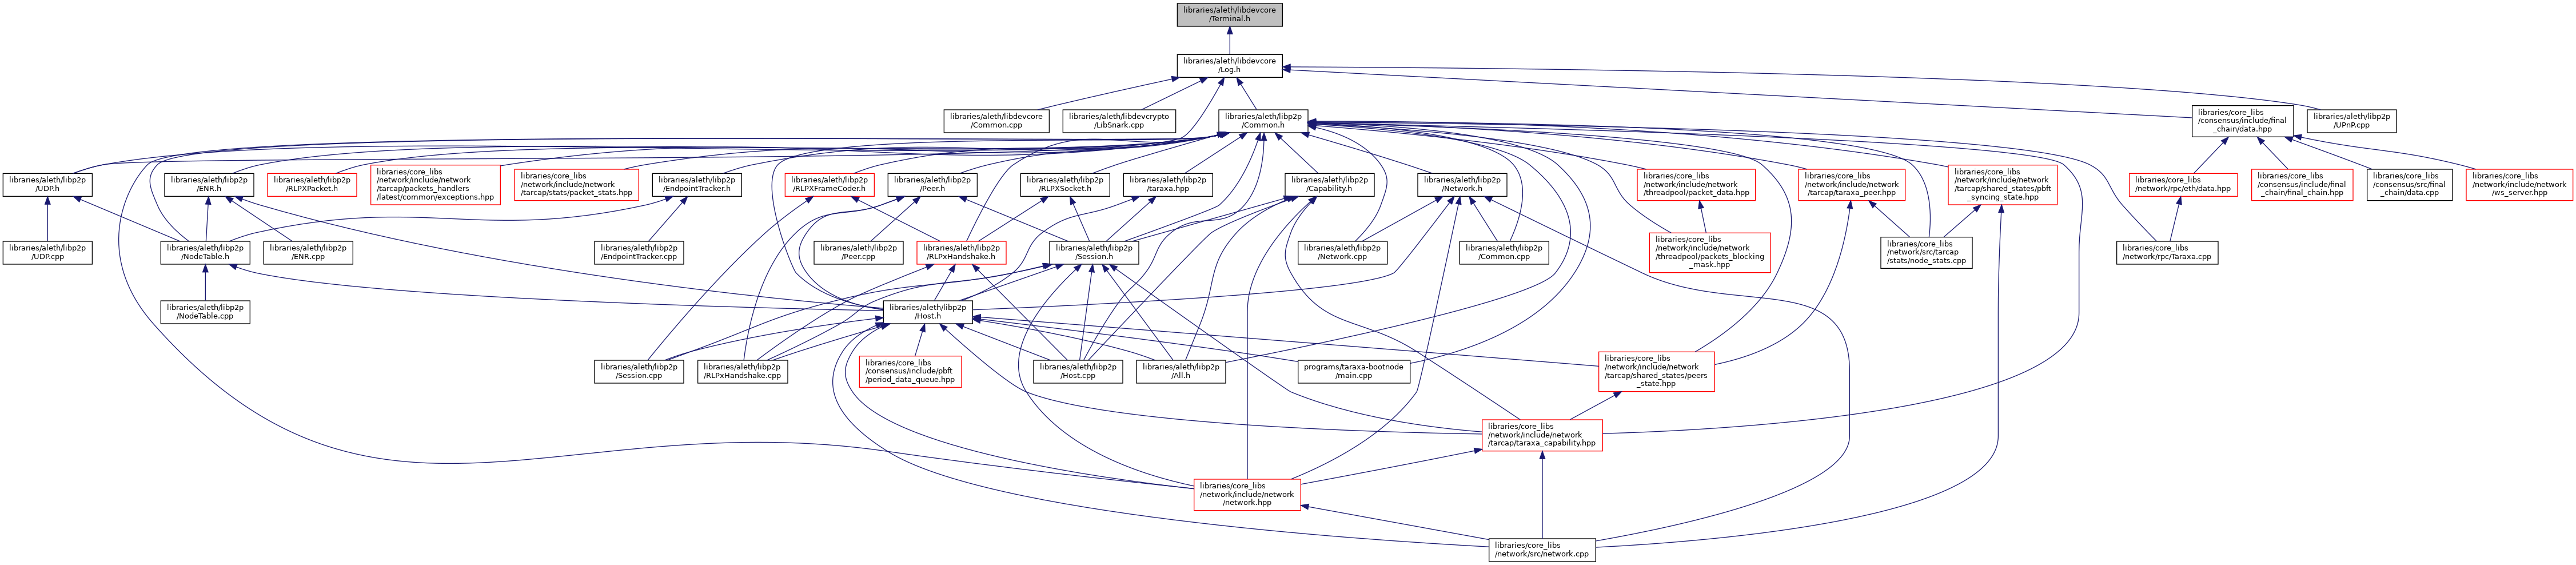 libraries/aleth/libdevcore
/Terminal.h
libraries/aleth/libdevcore
/Log.h
libraries/aleth/libdevcore
/Common.cpp
libraries/aleth/libdevcrypto
/LibSnark.cpp
libraries/aleth/libp2p
/Common.h
libraries/core_libs
/consensus/include/final
_chain/data.hpp
libraries/aleth/libp2p
/UPnP.cpp
libraries/aleth/libp2p
/UDP.h
libraries/aleth/libp2p
/ENR.h
libraries/aleth/libp2p
/RLPXPacket.h
libraries/core_libs
/network/include/network
/tarcap/packets_handlers
/latest/common/exceptions.hpp
libraries/core_libs
/network/include/network
/tarcap/stats/packet_stats.hpp
libraries/aleth/libp2p
/EndpointTracker.h
libraries/aleth/libp2p
/RLPXFrameCoder.h
libraries/aleth/libp2p
/Peer.h
libraries/aleth/libp2p
/RLPXSocket.h
libraries/aleth/libp2p
/taraxa.hpp
libraries/aleth/libp2p
/Capability.h
libraries/aleth/libp2p
/Network.h
libraries/core_libs
/network/include/network
/threadpool/packet_data.hpp
libraries/core_libs
/network/include/network
/tarcap/taraxa_peer.hpp
libraries/core_libs
/network/include/network
/tarcap/shared_states/pbft
_syncing_state.hpp
libraries/core_libs
/network/rpc/eth/data.hpp
libraries/core_libs
/consensus/include/final
_chain/final_chain.hpp
libraries/core_libs
/consensus/src/final
_chain/data.cpp
libraries/core_libs
/network/include/network
/ws_server.hpp
libraries/aleth/libp2p
/UDP.cpp
libraries/aleth/libp2p
/NodeTable.h
libraries/aleth/libp2p
/ENR.cpp
libraries/aleth/libp2p
/EndpointTracker.cpp
libraries/aleth/libp2p
/Peer.cpp
libraries/aleth/libp2p
/RLPxHandshake.h
libraries/aleth/libp2p
/Session.h
libraries/aleth/libp2p
/Network.cpp
libraries/aleth/libp2p
/Common.cpp
libraries/core_libs
/network/include/network
/threadpool/packets_blocking
_mask.hpp
libraries/core_libs
/network/src/tarcap
/stats/node_stats.cpp
libraries/core_libs
/network/rpc/Taraxa.cpp
libraries/aleth/libp2p
/NodeTable.cpp
libraries/aleth/libp2p
/Host.h
libraries/aleth/libp2p
/Session.cpp
libraries/aleth/libp2p
/RLPxHandshake.cpp
libraries/core_libs
/consensus/include/pbft
/period_data_queue.hpp
libraries/aleth/libp2p
/Host.cpp
libraries/aleth/libp2p
/All.h
programs/taraxa-bootnode
/main.cpp
libraries/core_libs
/network/include/network
/tarcap/shared_states/peers
_state.hpp
libraries/core_libs
/network/include/network
/tarcap/taraxa_capability.hpp
libraries/core_libs
/network/include/network
/network.hpp
libraries/core_libs
/network/src/network.cpp